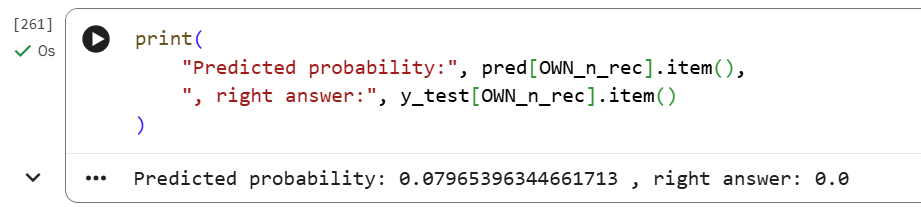 [261]
0s
print(
"Predicted probability:", pred[OWN_n_rec].item(),
", right answer:", y_test[OWN_n_rec].item()
)
Predicted probability: 0.07965396344661713 , right answer: 0.0